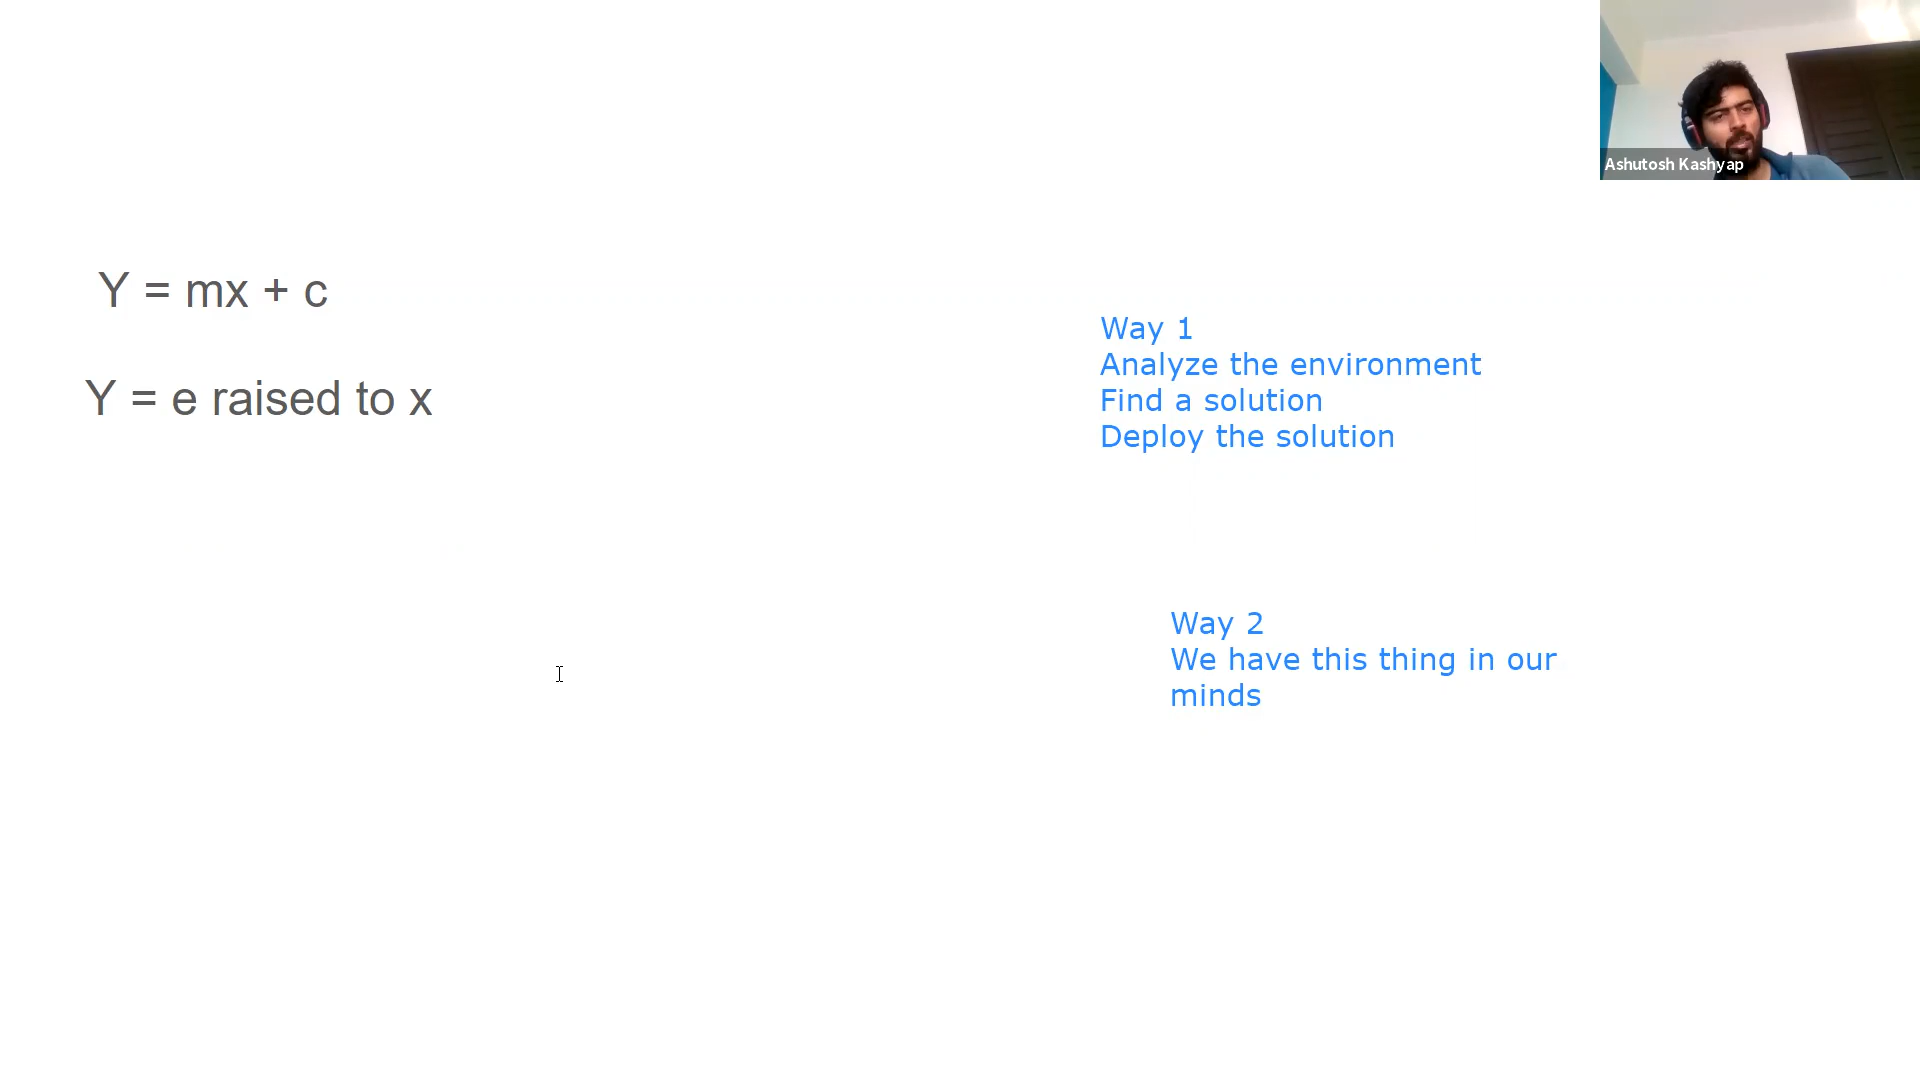 Ashutosh Kashyap
Y = mx + c
Y = e raised to x
Way 1
Analyze the environment
Find a solution
Deploy the solution
Way 2
We have this thing in our
minds